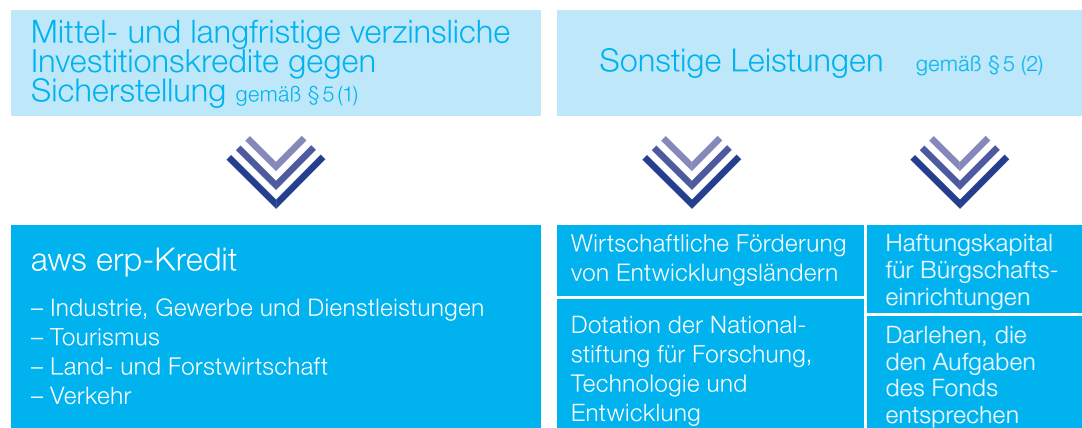 Mittel- und langfristige verzinsliche
Investitionskredite gegen
Sicherstellung gemäß § 5 (1)
Sonstige Leistungen gemäß § 5 (2)
aws erp-Kredit
– Industrie, Gewerbe und Dienstleistungen
– Tourismus
– Land- und Forstwirtschaft
– Verkehr
Wirtschaftliche Förderung
von Entwicklungsländern
Dotation der National-
stiftung für Forschung,
Technologie und
Entwicklung
Haftungskapital
für Bürgschafts-
einrichtungen
Darlehen, die
den Aufgaben
des Fonds
entsprechen